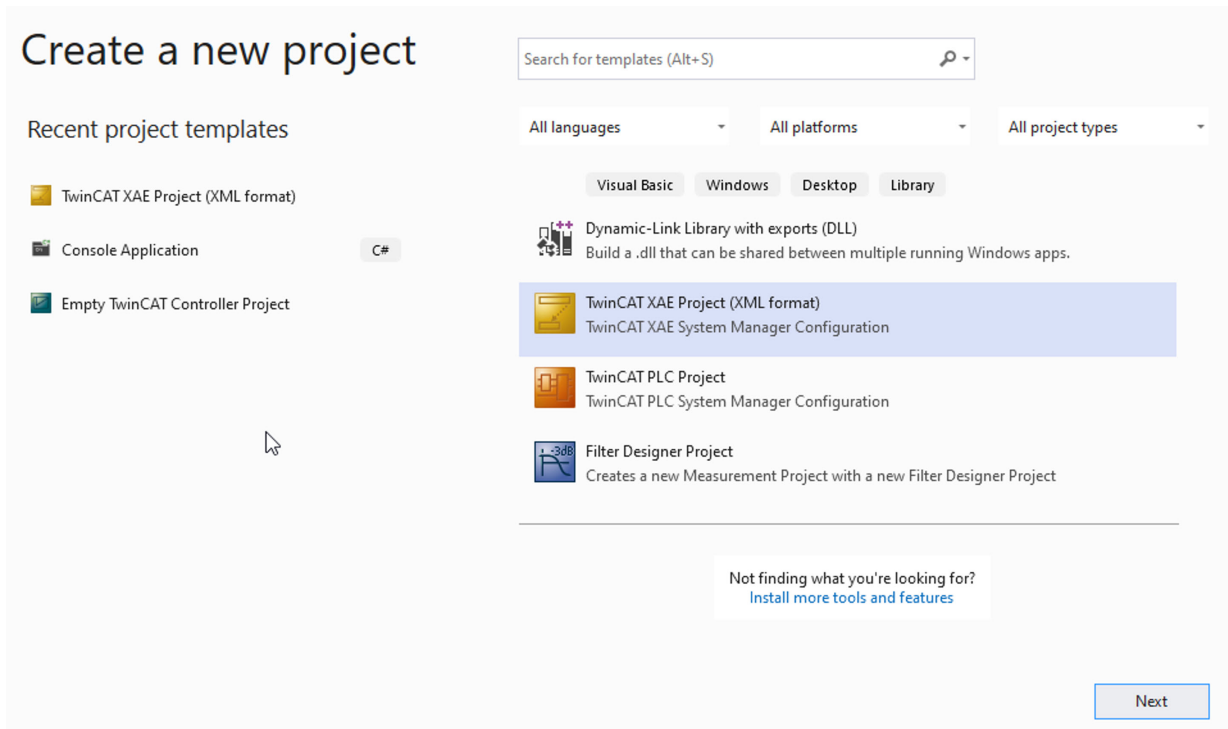 Create a new project
Search for templates (Alt+S)
Recent project templates
All languages
All platforms
All project types
TwinCAT XAE Project (XML format)
Console Application
C#
Empty TwinCAT Controller Project
Visual Basic
Windows
Desktop
Library
Dynamic-Link Library with exports (DLL)
Build a .dll that can be shared between multiple running Windows apps.
TwinCAT XAE Project (XML format)
TwinCAT XAE System Manager Configuration
TwinCAT PLC Project
TwinCAT PLC System Manager Configuration
-3dB
Filter Designer Project
Creates a new Measurement Project with a new Filter Designer Project
Not finding what you're looking for?
Install more tools and features
Next